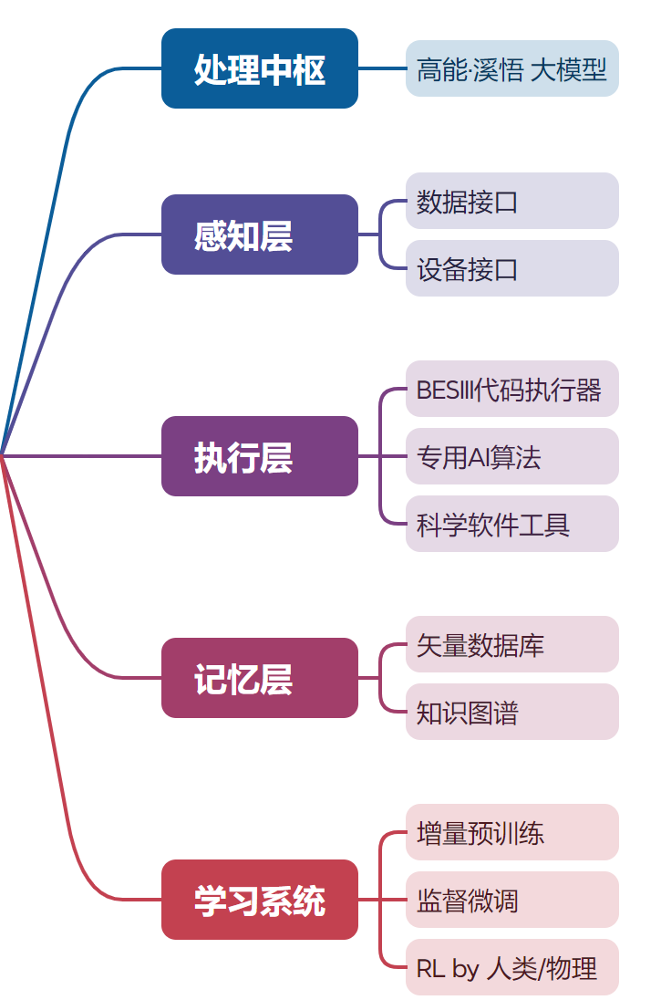 处理中枢
高能·溪悟 大模型
感知层
数据接口
设备接口
执行层
BESIII代码执行器
专用AI算法
科学软件工具
记忆层
矢量数据库
知识图谱
学习系统
增量预训练
监督微调
RL by 人类/物理